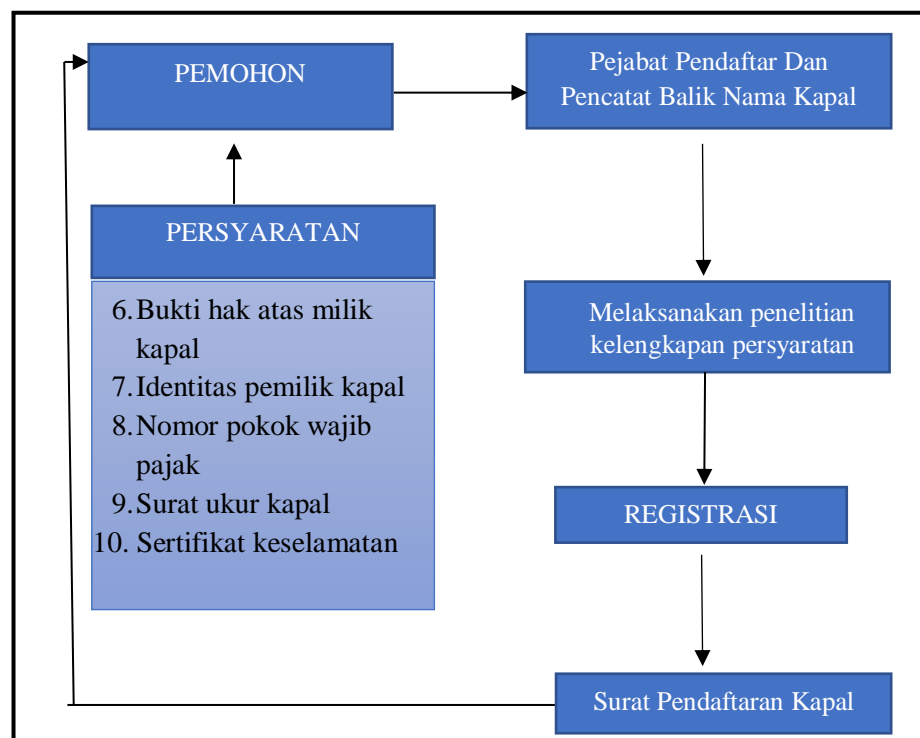 PEMOHON
Pejabat Pendaftar Dan
Pencatat Balik Nama Kapal
PERSYARATAN
6. Bukti hak atas milik
kapal
7. Identitas pemilik kapal
8. Nomor pokok wajib
pajak
9. Surat ukur kapal
10. Sertifikat keselamatan
Melaksanakan penelitian
kelengkapan persyaratan
REGISTRASI
Surat Pendaftaran Kapal